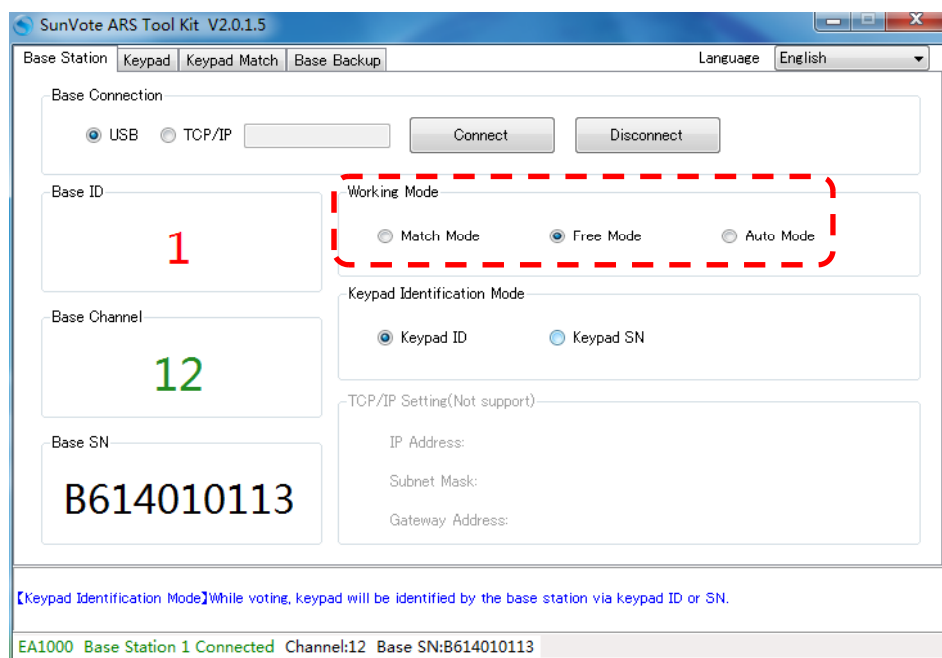 SunVote ARS Tool Kit V2.0.1.5
Base Station Keypad Keypad Match Base Backup Language English
Base Connection
USB TCP/IP Connect Disconnect
Base ID
1
Working Mode
Match Mode Free Mode Auto Mode
Keypad Identification Mode
Keypad ID Keypad SN
Base Channel
12
TCP/IP Setting(Not support)
IP Address:
Subnet Mask:
Gateway Address:
Base SN
B614010113
【Keypad Identification Mode】While voting, keypad will be identified by the base station via keypad ID or SN.
EA1000 Base Station 1 Connected Channel:12 Base SN:B614010113